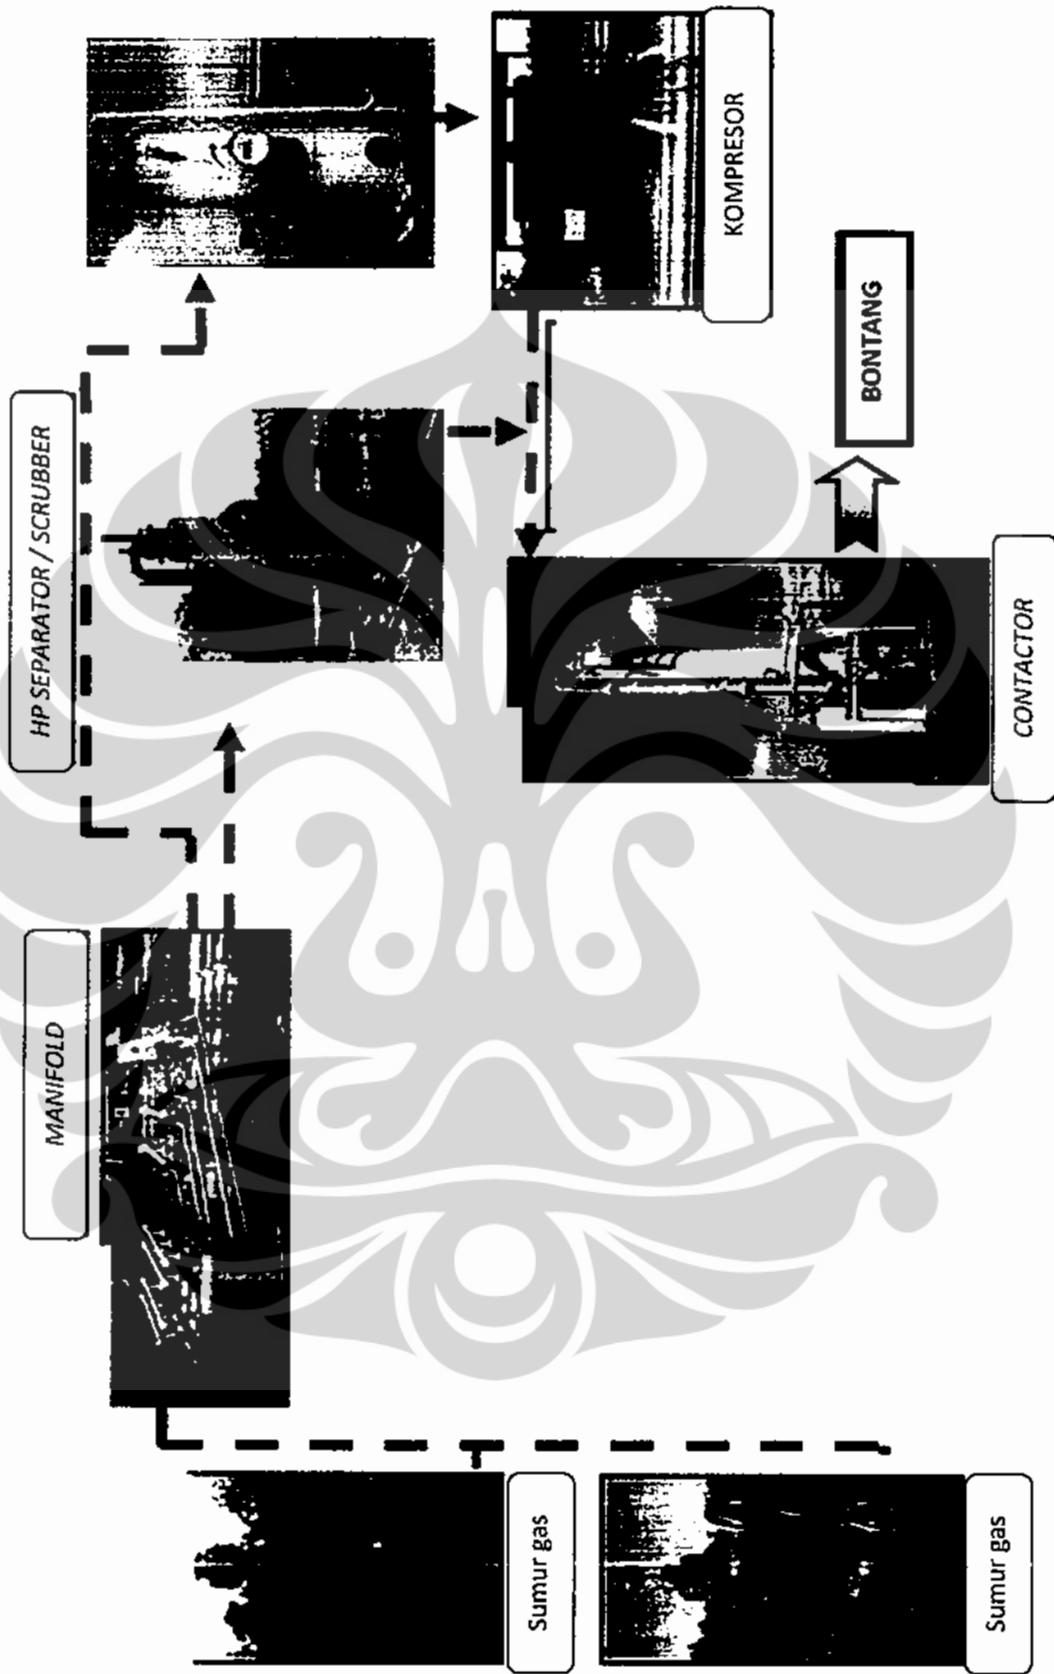 Sumur gas
Sumur gas
MANIFOLD
HP SEPARATOR / SCRUBBER
KOMPRESOR
CONTACTOR
BONTANG